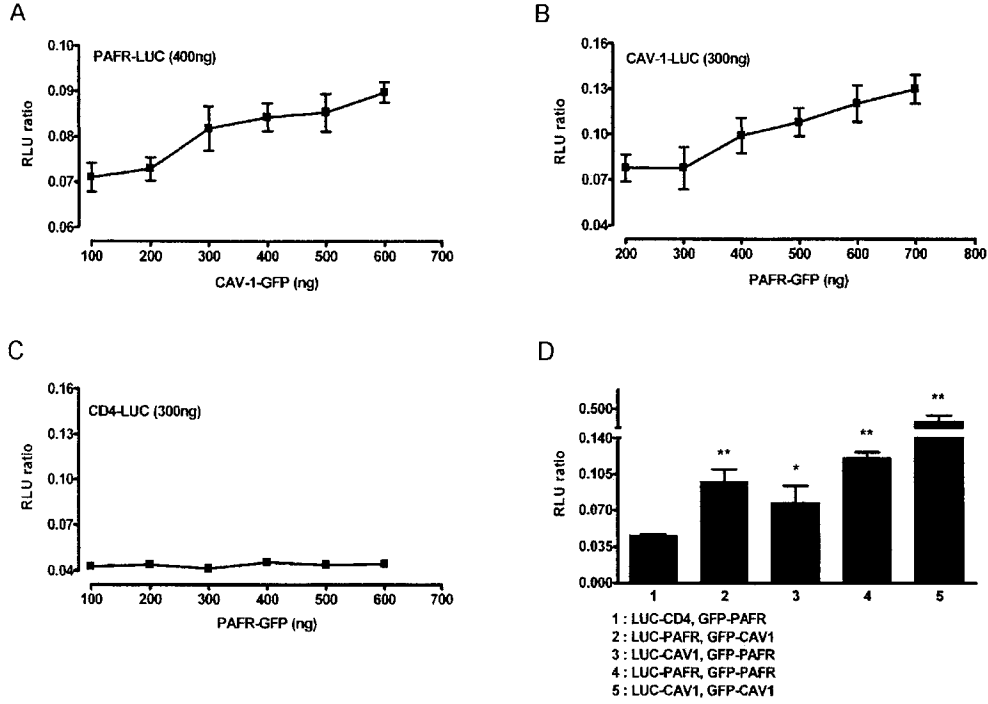 A
PAFR-LUC (400ng)
0.10
0.09
0.08
0.07
0.06
RLU ratio
100 200 300 400 500 600 700
CAV-1-GFP (ng)
B
CAV-1-LUC (300ng)
0.16
0.13
0.10
0.07
0.04
RLU ratio
200 300 400 500 600 700 800
PAFR-GFP (ng)
C
CD4-LUC (300ng)
0.16
0.13
0.10
0.07
0.04
RLU ratio
100 200 300 400 500 600 700
PAFR-GFP (ng)
D
0.500
0.140
0.105
0.070
0.035
0.000
RLU ratio
** * ** **
1 2 3 4 5
1 : LUC-CD4, GFP-PAFR
2 : LUC-PAFR, GFP-CAV1
3 : LUC-CAV1, GFP-PAFR
4 : LUC-PAFR, GFP-PAFR
5 : LUC-CAV1, GFP-CAV1